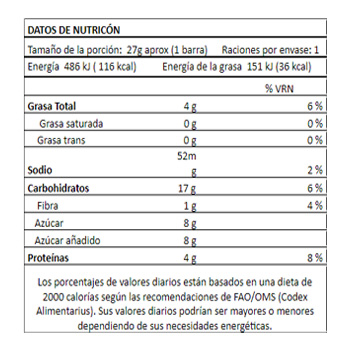 DATOS DE NUTRICÓN
Tamaño de la porción: 27g aprox (1 barra) Raciones por envase: 1
Energía 486 kJ ( 116 kcal) Energía de la grasa 151 kJ (36 kcal)
% VRN
Grasa Total 4 g 6 %
Grasa saturada 0 g 0 %
Grasa trans 0 g 0 %
52m
Sodio g 2 %
Carbohidratos 17 g 6 %
Fibra 1 g 4 %
Azúcar 8 g
Azúcar añadido 8 g
Proteínas 4 g 8 %
Los porcentajes de valores diarios están basados en una dieta de
2000 calorías según las recomendaciones de FAO/OMS (Codex
Alimentarius). Sus valores diarios podrían ser mayores o menores
dependiendo de sus necesidades energéticas.